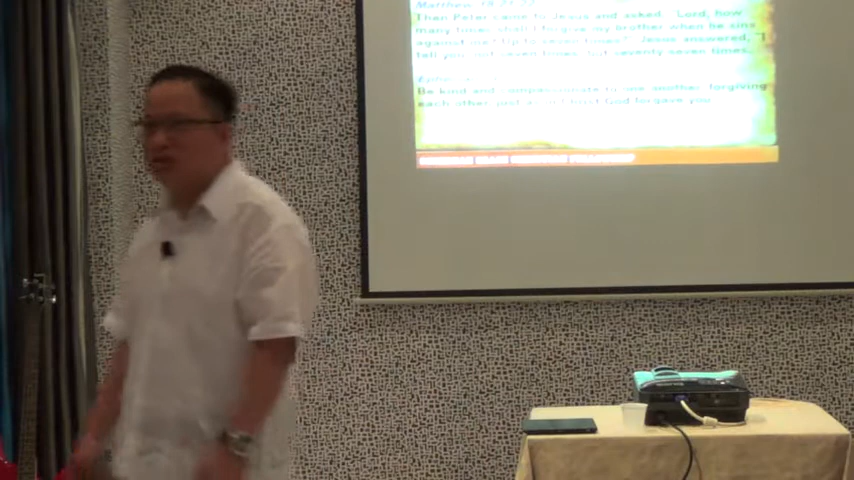 Matthew 18:21-22
Then Peter came to Jesus and asked, "Lord, how
many times shall I forgive my brother when he sins
against me? Up to seven times?" Jesus answered, "I
tell you, not seven times, but seventy-seven times.
Ephesians
Be kind and compassionate to one another, forgiving
each other, just as in Christ God forgave you.